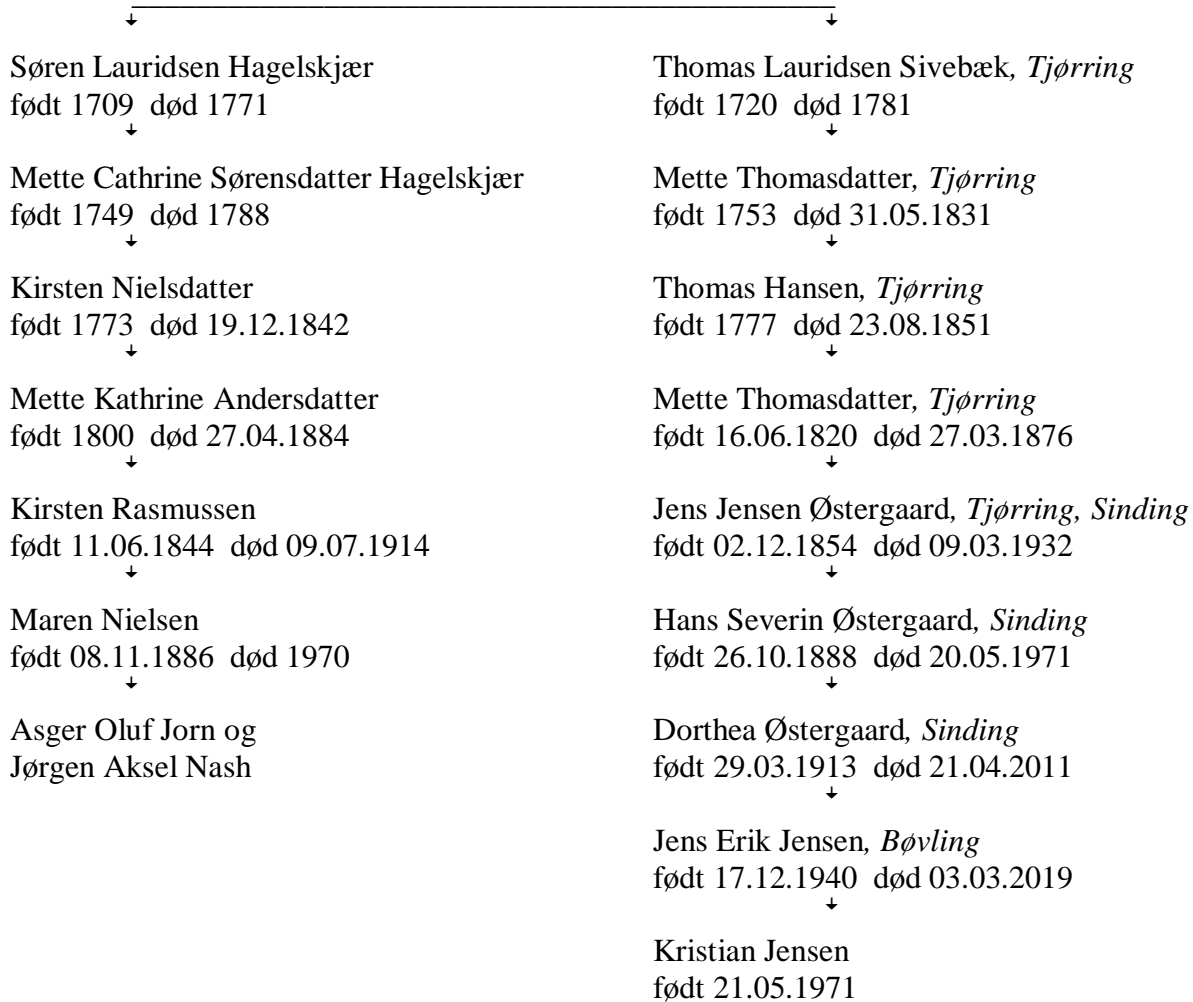 Søren Lauridsen Hagelskjær
født 1709 død 1771
Mette Cathrine Sørensdatter Hagelskjær
født 1749 død 1788
Kirsten Nielsdatter
født 1773 død 19.12.1842
Mette Kathrine Andersdatter
født 1800 død 27.04.1884
Kirsten Rasmussen
født 11.06.1844 død 09.07.1914
Maren Nielsen
født 08.11.1886 død 1970
Asger Oluf Jorn og
Jørgen Aksel Nash
Thomas Lauridsen Sivebæk, Tjørring
født 1720 død 1781
Mette Thomasdatter, Tjørring
født 1753 død 31.05.1831
Thomas Hansen, Tjørring
født 1777 død 23.08.1851
Mette Thomasdatter, Tjørring
født 16.06.1820 død 27.03.1876
Jens Jensen Østergaard, Tjørring, Sinding
født 02.12.1854 død 09.03.1932
Hans Severin Østergaard, Sinding
født 26.10.1888 død 20.05.1971
Dorthea Østergaard, Sinding
født 29.03.1913 død 21.04.2011
Jens Erik Jensen, Bøvling
født 17.12.1940 død 03.03.2019
Kristian Jensen
født 21.05.1971